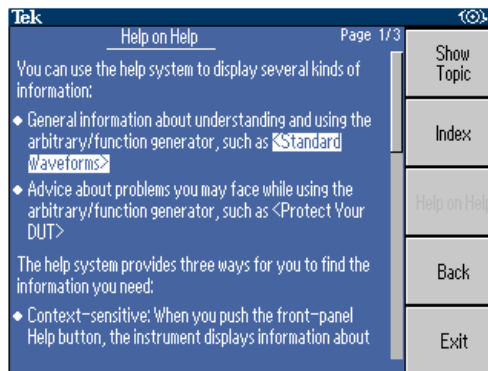 Tek
Help on Help
Page 1/3
You can use the help system to display several kinds of
information:
◆ General information about understanding and using the
arbitrary/function generator, such as <Standard
Waveforms>
◆ Advice about problems you may face while using the
arbitrary/function generator, such as <Protect Your
DUT>
The help system provides three ways for you to find the
information you need:
◆ Context-sensitive: When you push the front-panel
Help button, the instrument displays information about
Show
Topic
Index
Help on Help
Back
Exit